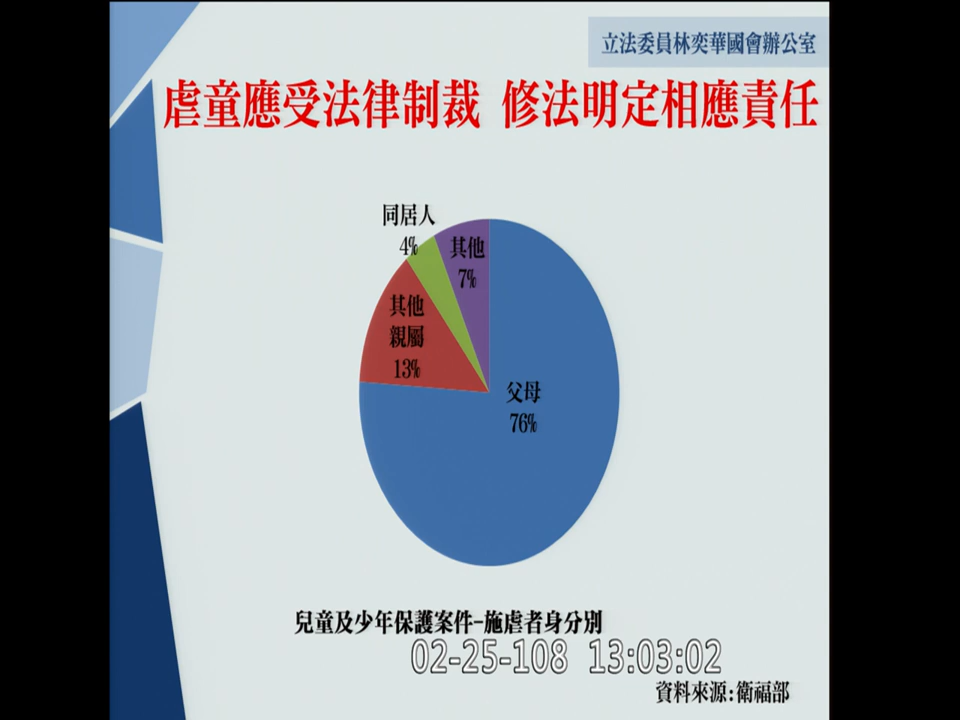 立法委員林奕華國會辦公室
虐童應受法律制裁 修法明定相應責任
同居人
4%
其他
7%
其他
親屬
13%
父母
76%
兒童及少年保護案件-施虐者身分別
02-25-108 13:03:02
資料來源:衛福部